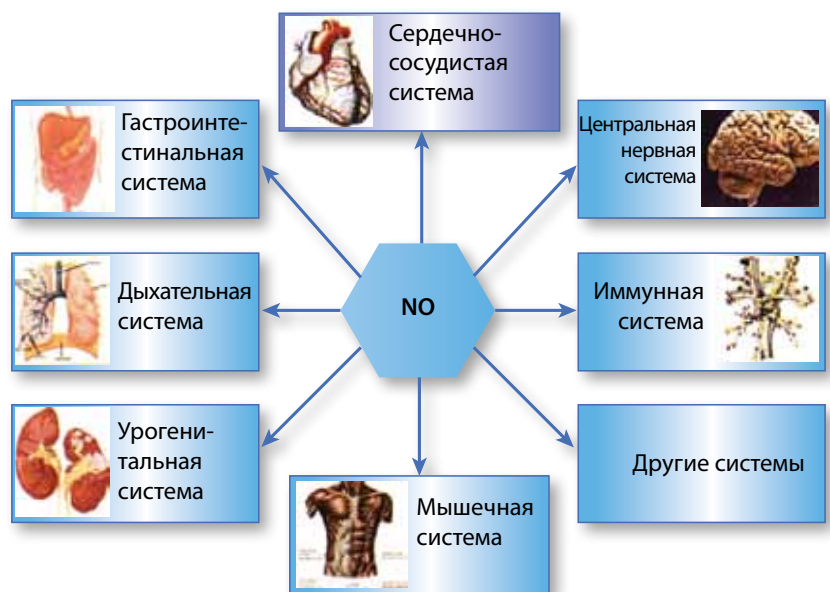 Сердечно-
сосудистая
система
Гастроинте-
стинальная
система
Центральная
нервная
система
Дыхательная
система
NO
Иммунная
система
Урогени-
тальная
система
Мышечная
система
Другие системы